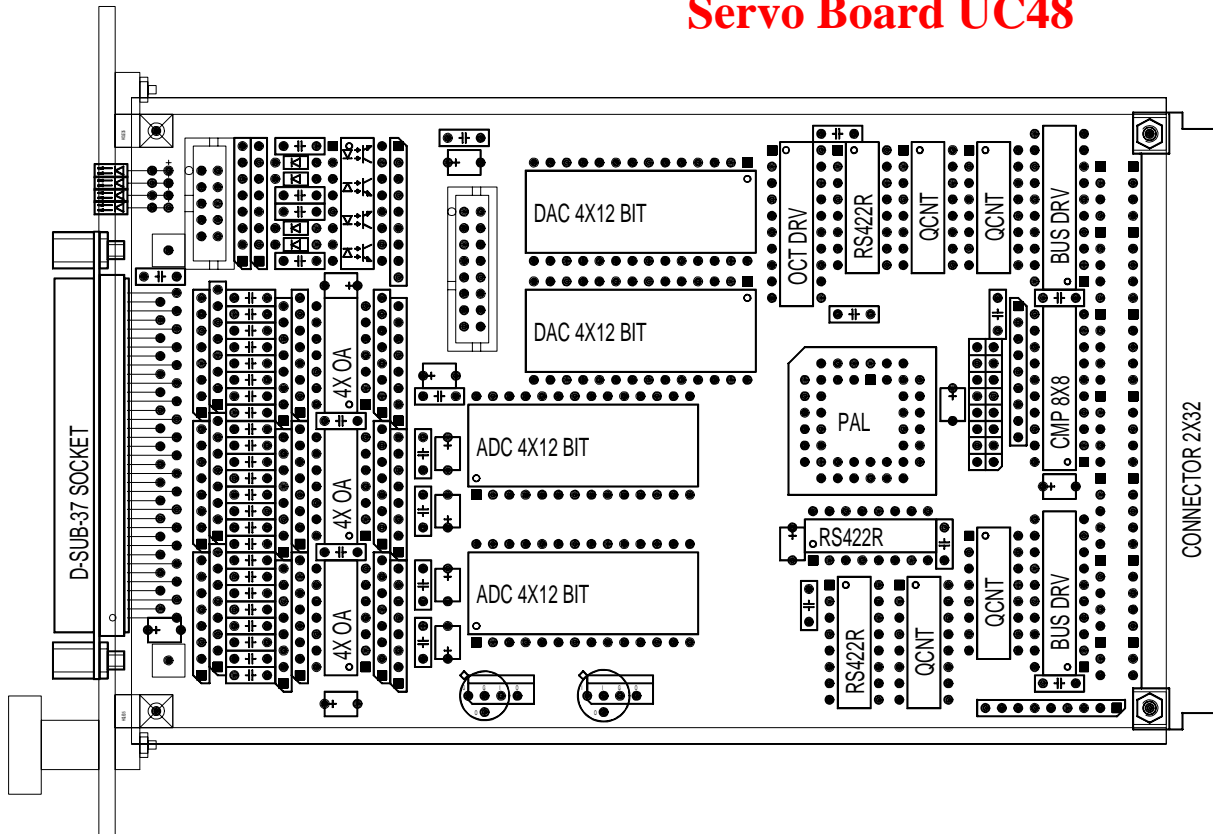 Servo Board UC48
DAC 4X12 BIT
DAC 4X12 BIT
OCT DRV
RS422R
QCNT
QCNT
BUS DRV
4X OA
4X OA
4X OA
ADC 4X12 BIT
ADC 4X12 BIT
PAL
CMP 8X8
RS422R
RS422R
QCNT
QCNT
BUS DRV
D-SUB-37 SOCKET
CONNECTOR 2X32